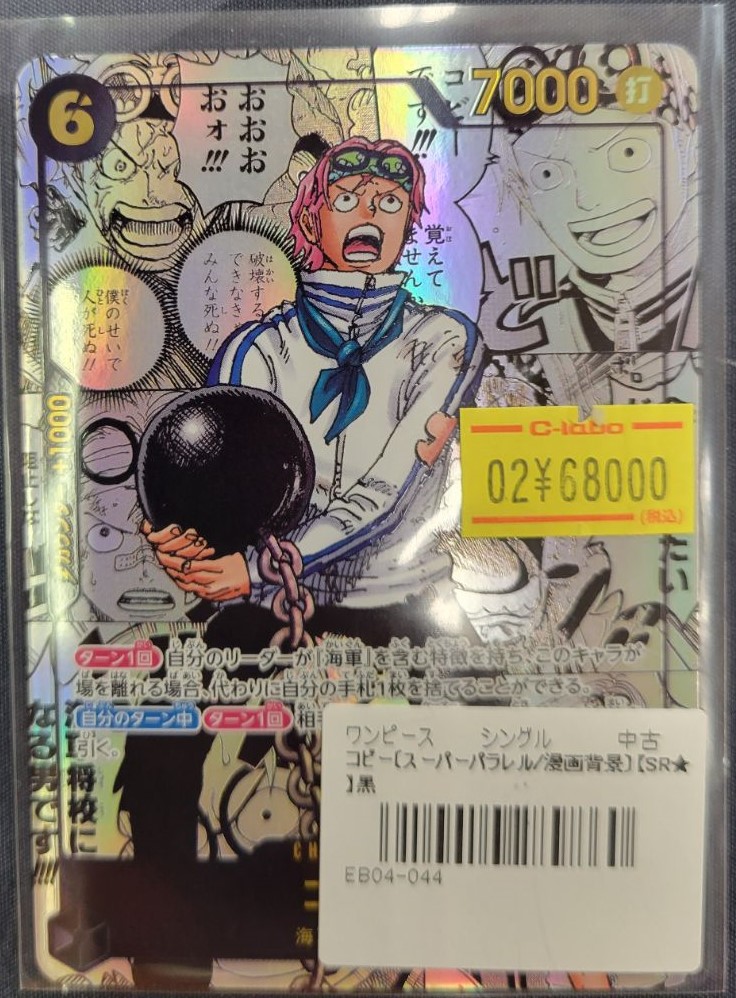 6
7000 打
おおお
おォ!!!
コビー
です!!!
覚えて
破壊する
できなきゃ
みんな死ぬ!!
僕のせいで
人が死ぬ!!
+1000
C-labo
02¥68000
(税込)
たい
ターン1回 自分のリーダーが『海軍』を含む特徴を持ち、このキャラが
場を離れる場合、代わりに自分の手札1枚を捨てることができる。
自分のターン中 ターン1回 相手
引く。
将校に
なる男です!!!!
ワンピース シングル 中古
コビー〔スーパーパラレル/漫画背景〕【SR★
】黒
EB04-044
海